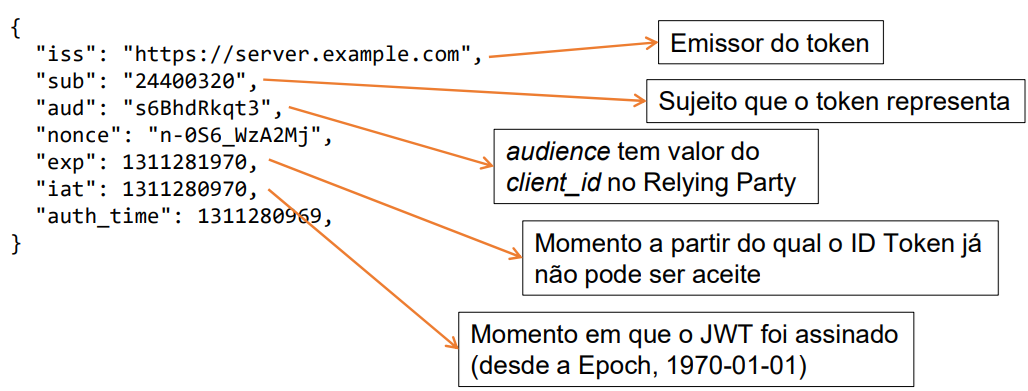 {
"iss": "https://server.example.com",
"sub": "24400320",
"aud": "s6BhdRkqt3",
"nonce": "n-0S6_WzA2Mj",
"exp": 1311281970,
"iat": 1311280970,
"auth_time": 1311280969,
}
Emissor do token
Sujeito que o token representa
audience tem valor do
client_id no Relying Party
Momento a partir do qual o ID Token já
não pode ser aceite
Momento em que o JWT foi assinado
(desde a Epoch, 1970-01-01)